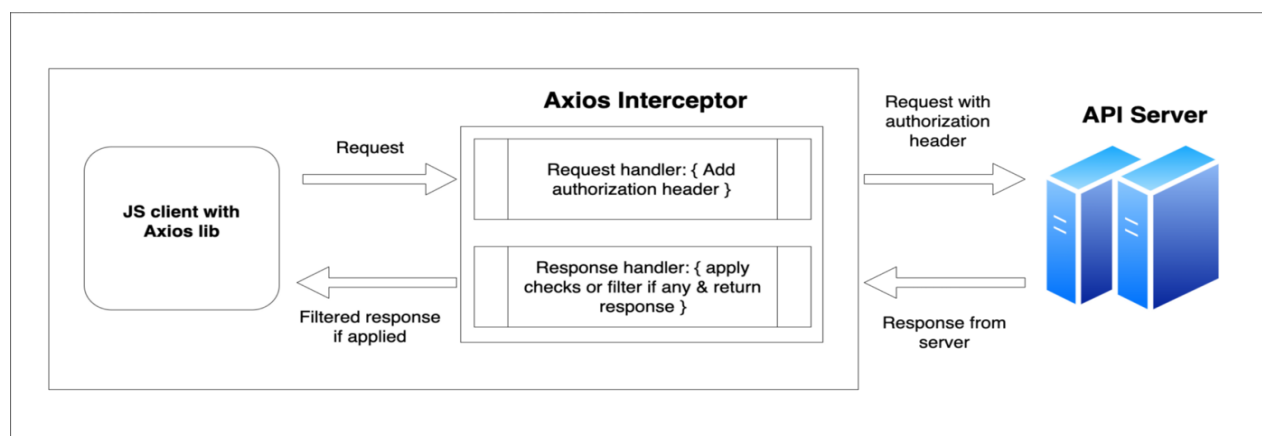 Axios Interceptor
Request with
authorization
header
API Server
Request
Request handler: { Add
authorization header }
JS client with
Axios lib
Response handler: { apply
checks or filter if any & return
response }
Filtered response
if applied
Response from
server